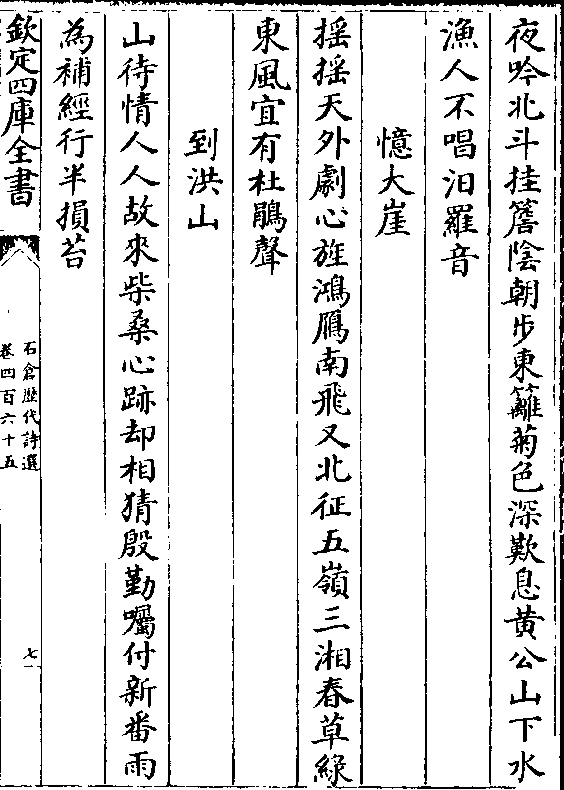 夜吟北斗挂簷陰朝步東籬菊色深歎息黄公山下水
漁人不唱汨羅音
憶大崖
揺揺天外劇心旌鴻鴈南飛又北征五嶺三湘春草緑
東風宜有杜鵑聲
到洪山
山待情人人故來柴桑心跡却相猜殷勤囑付新番雨
為補經行半損苔
欽定四庫全書
石倉歴代詩選
卷四百六十五
七